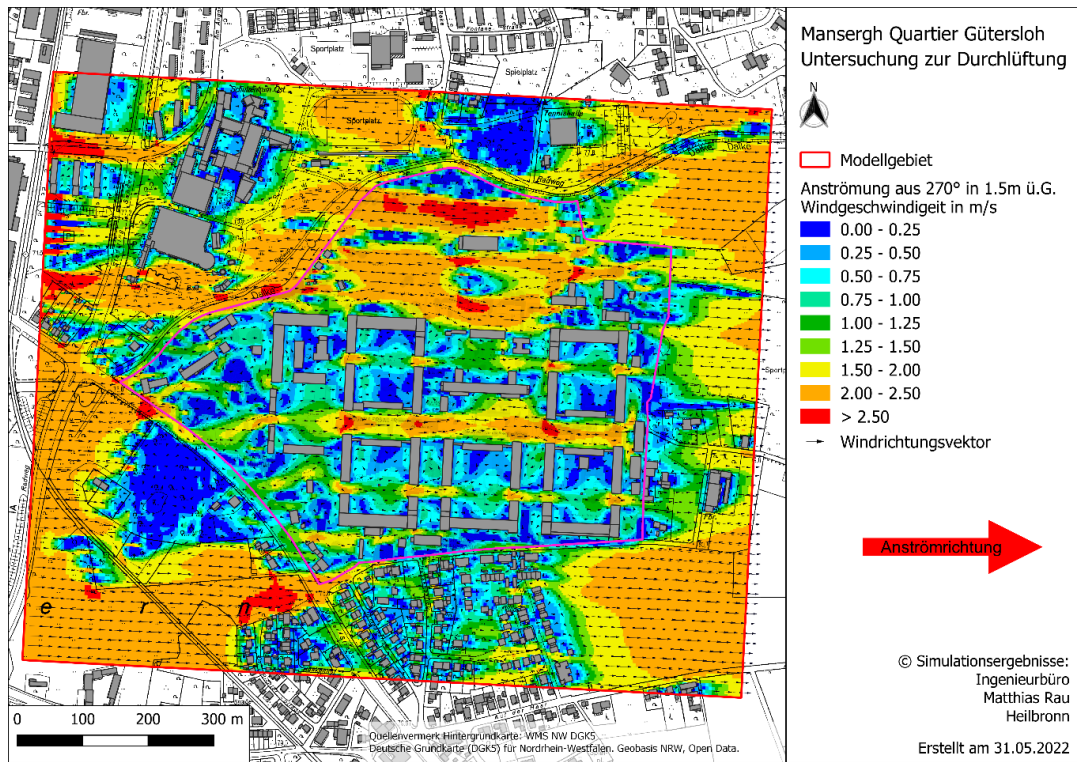 Mansergh Quartier Gütersloh
Untersuchung zur Durchlüftung
N
Modellgebiet
Anströmung aus 270° in 1.5m ü.G.
Windgeschwindigeit in m/s
0.00 - 0.25
0.25 - 0.50
0.50 - 0.75
0.75 - 1.00
1.00 - 1.25
1.25 - 1.50
1.50 - 2.00
2.00 - 2.50
> 2.50
Windrichtungsvektor
Anströmrichtung
© Simulationsergebnisse:
Ingenieurbüro
Matthias Rau
Heilbronn
Erstellt am 31.05.2022
Sportplatz
Spielplatz
Sportplatz
Tennishalle
Dalke
Radweg
Radweg
e r n
0 100 200 300 m
Quellenvermerk Hintergrundkarte: WMS NW DGK5
Deutsche Grundkarte (DGK5) für Nordrhein-Westfalen. Geobasis NRW, Open Data.